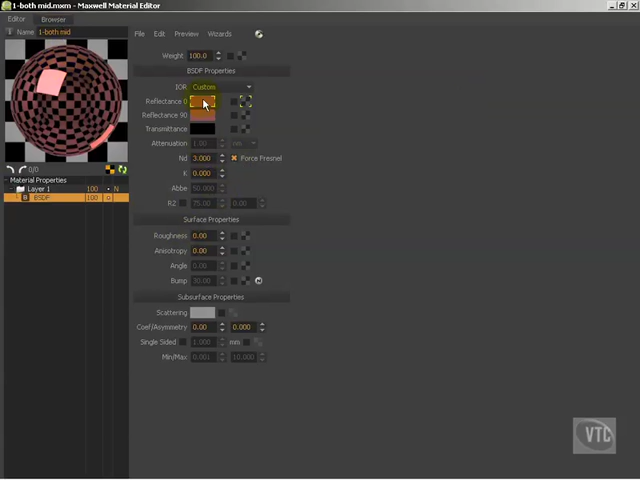 1-both mid.mxm - Maxwell Material Editor
Editor Browser
Name 1-both mid
File Edit Preview Wizards
Weight 100.0
BSDF Properties
IOR Custom
Reflectance 0
Reflectance 90
Transmittance
Attenuation 1.00 nm
Nd 3.000 Force Fresnel
K 0.000
Abbe 50.000
R2 75.00 0.00
0/0
Material Properties
Layer 1 100 N
BSDF 100
Surface Properties
Roughness 0.00
Anisotropy 0.00
Angle 0.00
Bump 30.00
Subsurface Properties
Scattering
Coef/Asymmetry 0.00 0.000
Single Sided 1.000 mm
Min/Max 0.001 10.000
VTC